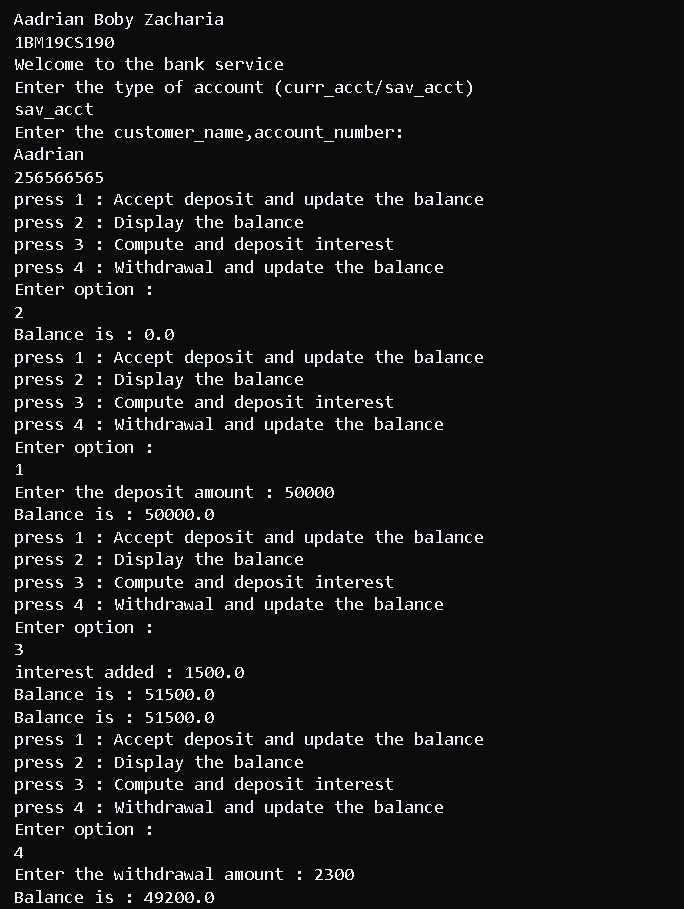 Aadrian Boby Zacharia
1BM19CS190
Welcome to the bank service
Enter the type of account (curr_acct/sav_acct)
sav_acct
Enter the customer_name,account_number:
Aadrian
256566565
press 1 : Accept deposit and update the balance
press 2 : Display the balance
press 3 : Compute and deposit interest
press 4 : Withdrawal and update the balance
Enter option :
2
Balance is : 0.0
press 1 : Accept deposit and update the balance
press 2 : Display the balance
press 3 : Compute and deposit interest
press 4 : Withdrawal and update the balance
Enter option :
1
Enter the deposit amount : 50000
Balance is : 50000.0
press 1 : Accept deposit and update the balance
press 2 : Display the balance
press 3 : Compute and deposit interest
press 4 : Withdrawal and update the balance
Enter option :
3
interest added : 1500.0
Balance is : 51500.0
Balance is : 51500.0
press 1 : Accept deposit and update the balance
press 2 : Display the balance
press 3 : Compute and deposit interest
press 4 : Withdrawal and update the balance
Enter option :
4
Enter the withdrawal amount : 2300
Balance is : 49200.0